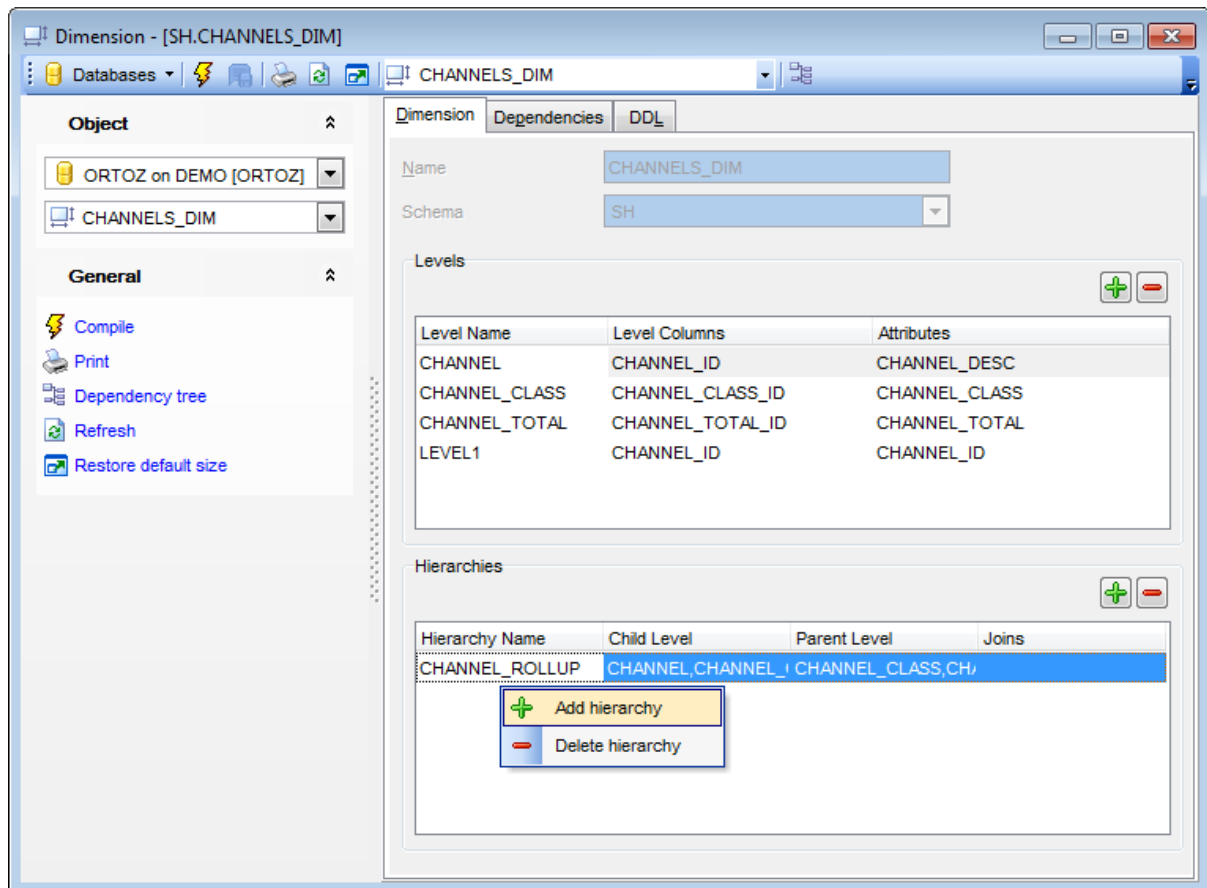 Dimension - [SH.CHANNELS_DIM]
Databases CHANNELS_DIM
Object
ORTOZ on DEMO [ORTOZ]
CHANNELS_DIM
General
Compile
Print
Dependency tree
Refresh
Restore default size
Dimension Dependencies DDL
Name CHANNELS_DIM
Schema SH
Levels
Level Name Level Columns Attributes
CHANNEL CHANNEL_ID CHANNEL_DESC
CHANNEL_CLASS CHANNEL_CLASS_ID CHANNEL_CLASS
CHANNEL_TOTAL CHANNEL_TOTAL_ID CHANNEL_TOTAL
LEVEL1 CHANNEL_ID CHANNEL_ID
Hierarchies
Hierarchy Name Child Level Parent Level Joins
CHANNEL_ROLLUP CHANNEL,CHANNEL_ CHANNEL_CLASS,CH
Add hierarchy
Delete hierarchy